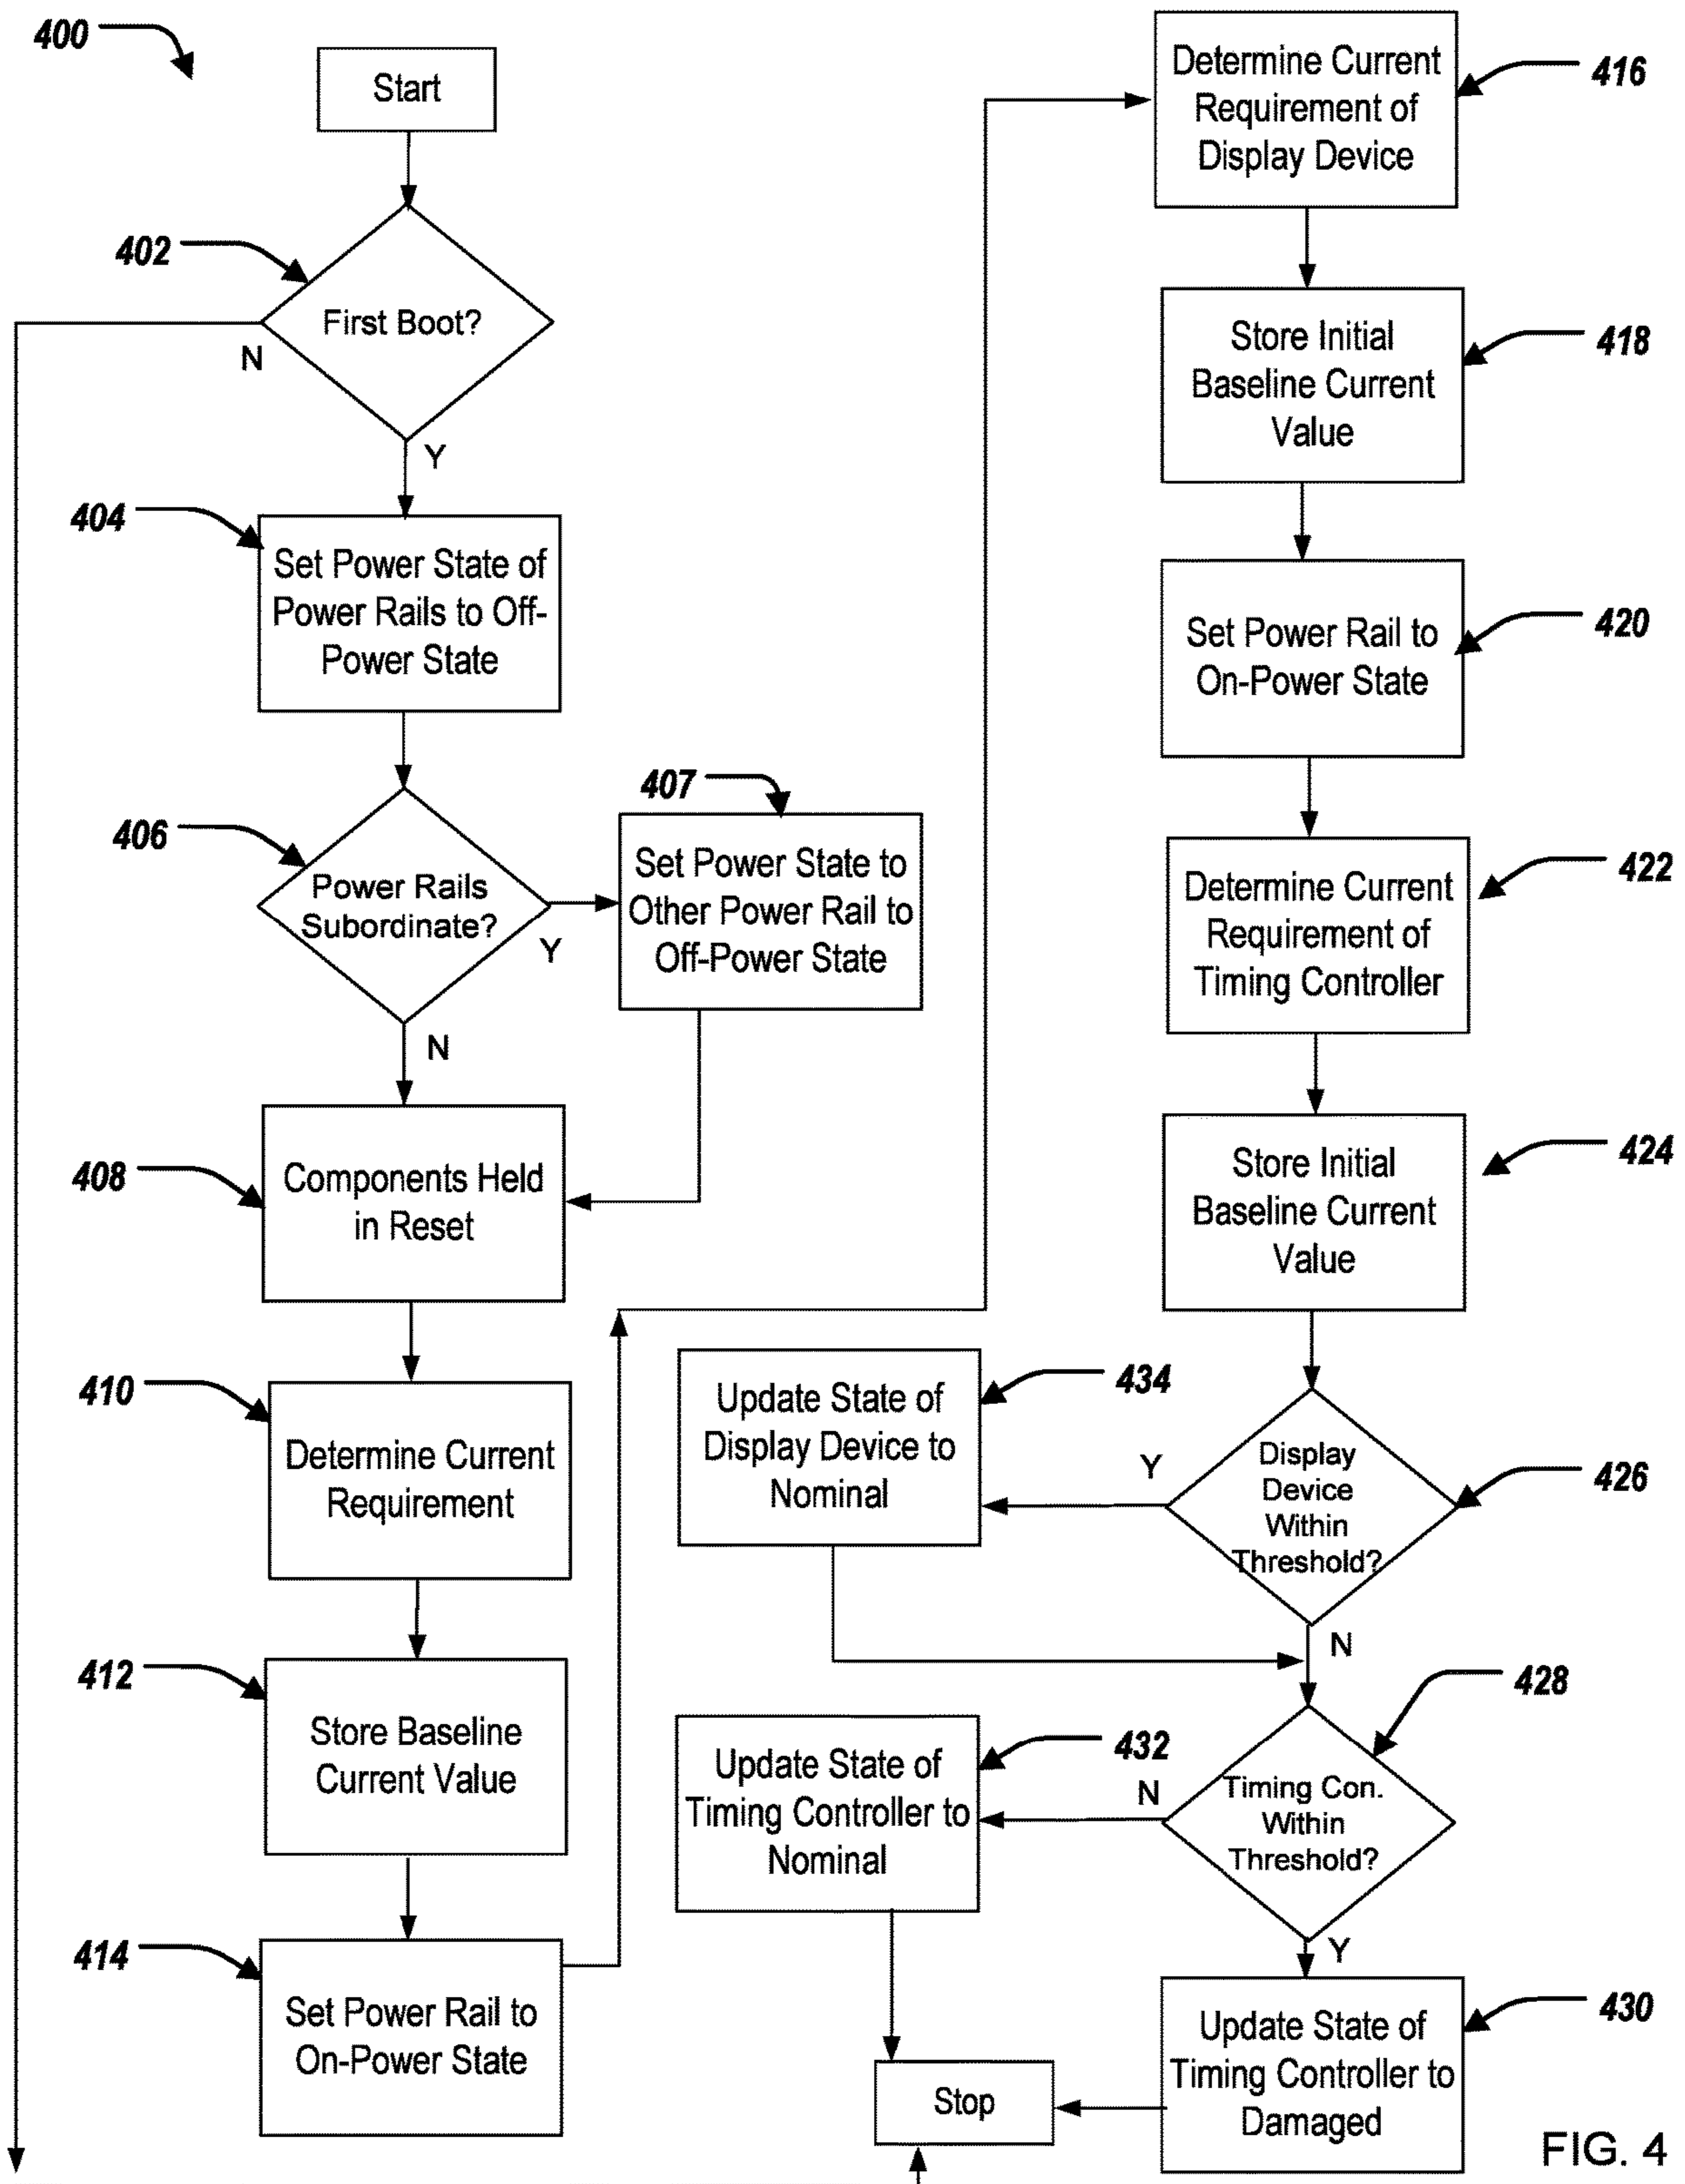 400
Start
402
First Boot?
N
Y
404
Set Power State of
Power Rails to Off-
Power State
406
Power Rails
Subordinate?
Y
N
407
Set Power State to
Other Power Rail to
Off-Power State
408
Components Held
in Reset
410
Determine Current
Requirement
412
Store Baseline
Current Value
414
Set Power Rail to
On-Power State
416
Determine Current
Requirement of
Display Device
418
Store Initial
Baseline Current
Value
420
Set Power Rail to
On-Power State
422
Determine Current
Requirement of
Timing Controller
424
Store Initial
Baseline Current
Value
426
Display
Device
Within
Threshold?
Y
N
434
Update State of
Display Device to
Nominal
428
Timing Con.
Within
Threshold?
N
Y
432
Update State of
Timing Controller to
Nominal
430
Update State of
Timing Controller to
Damaged
Stop
FIG. 4